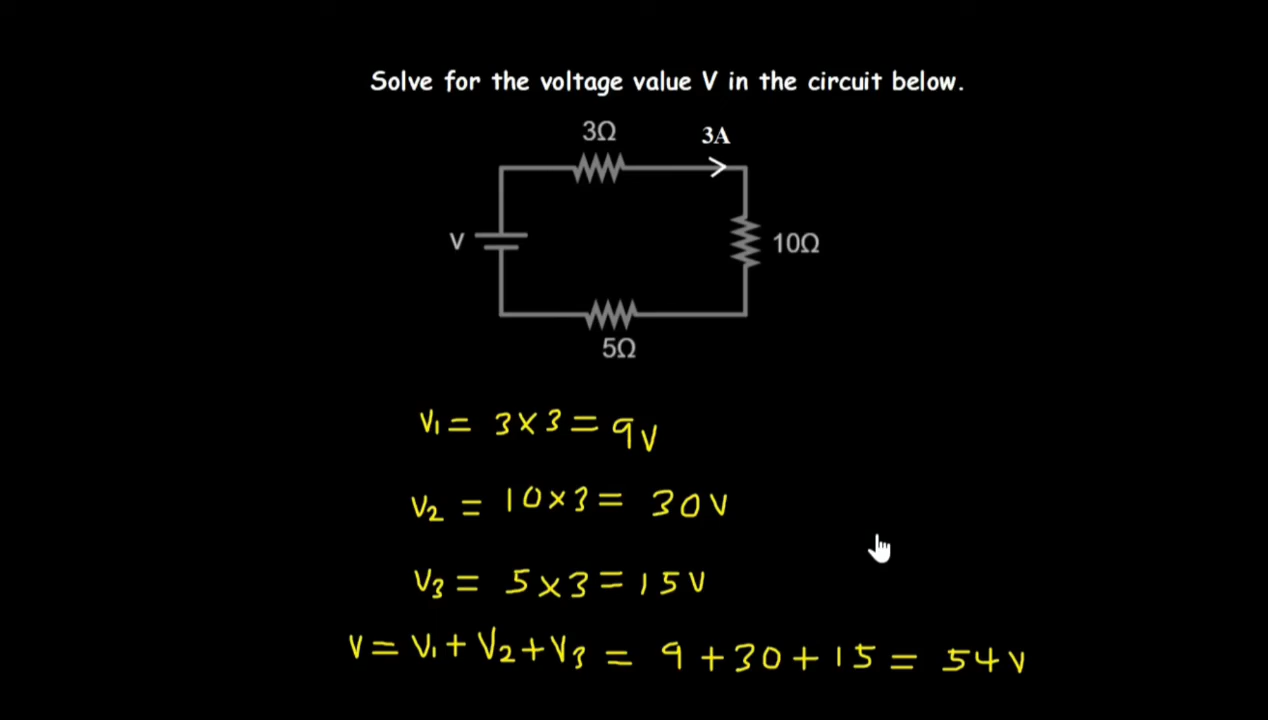 Solve for the voltage value V in the circuit below.
3Ω
3A
V
10Ω
5Ω
V₁ = 3×3 = 9V
V₂ = 10×3 = 30V
V₃ = 5×3 = 15V
V = V₁ + V₂ + V₃ = 9 + 30 + 15 = 54V